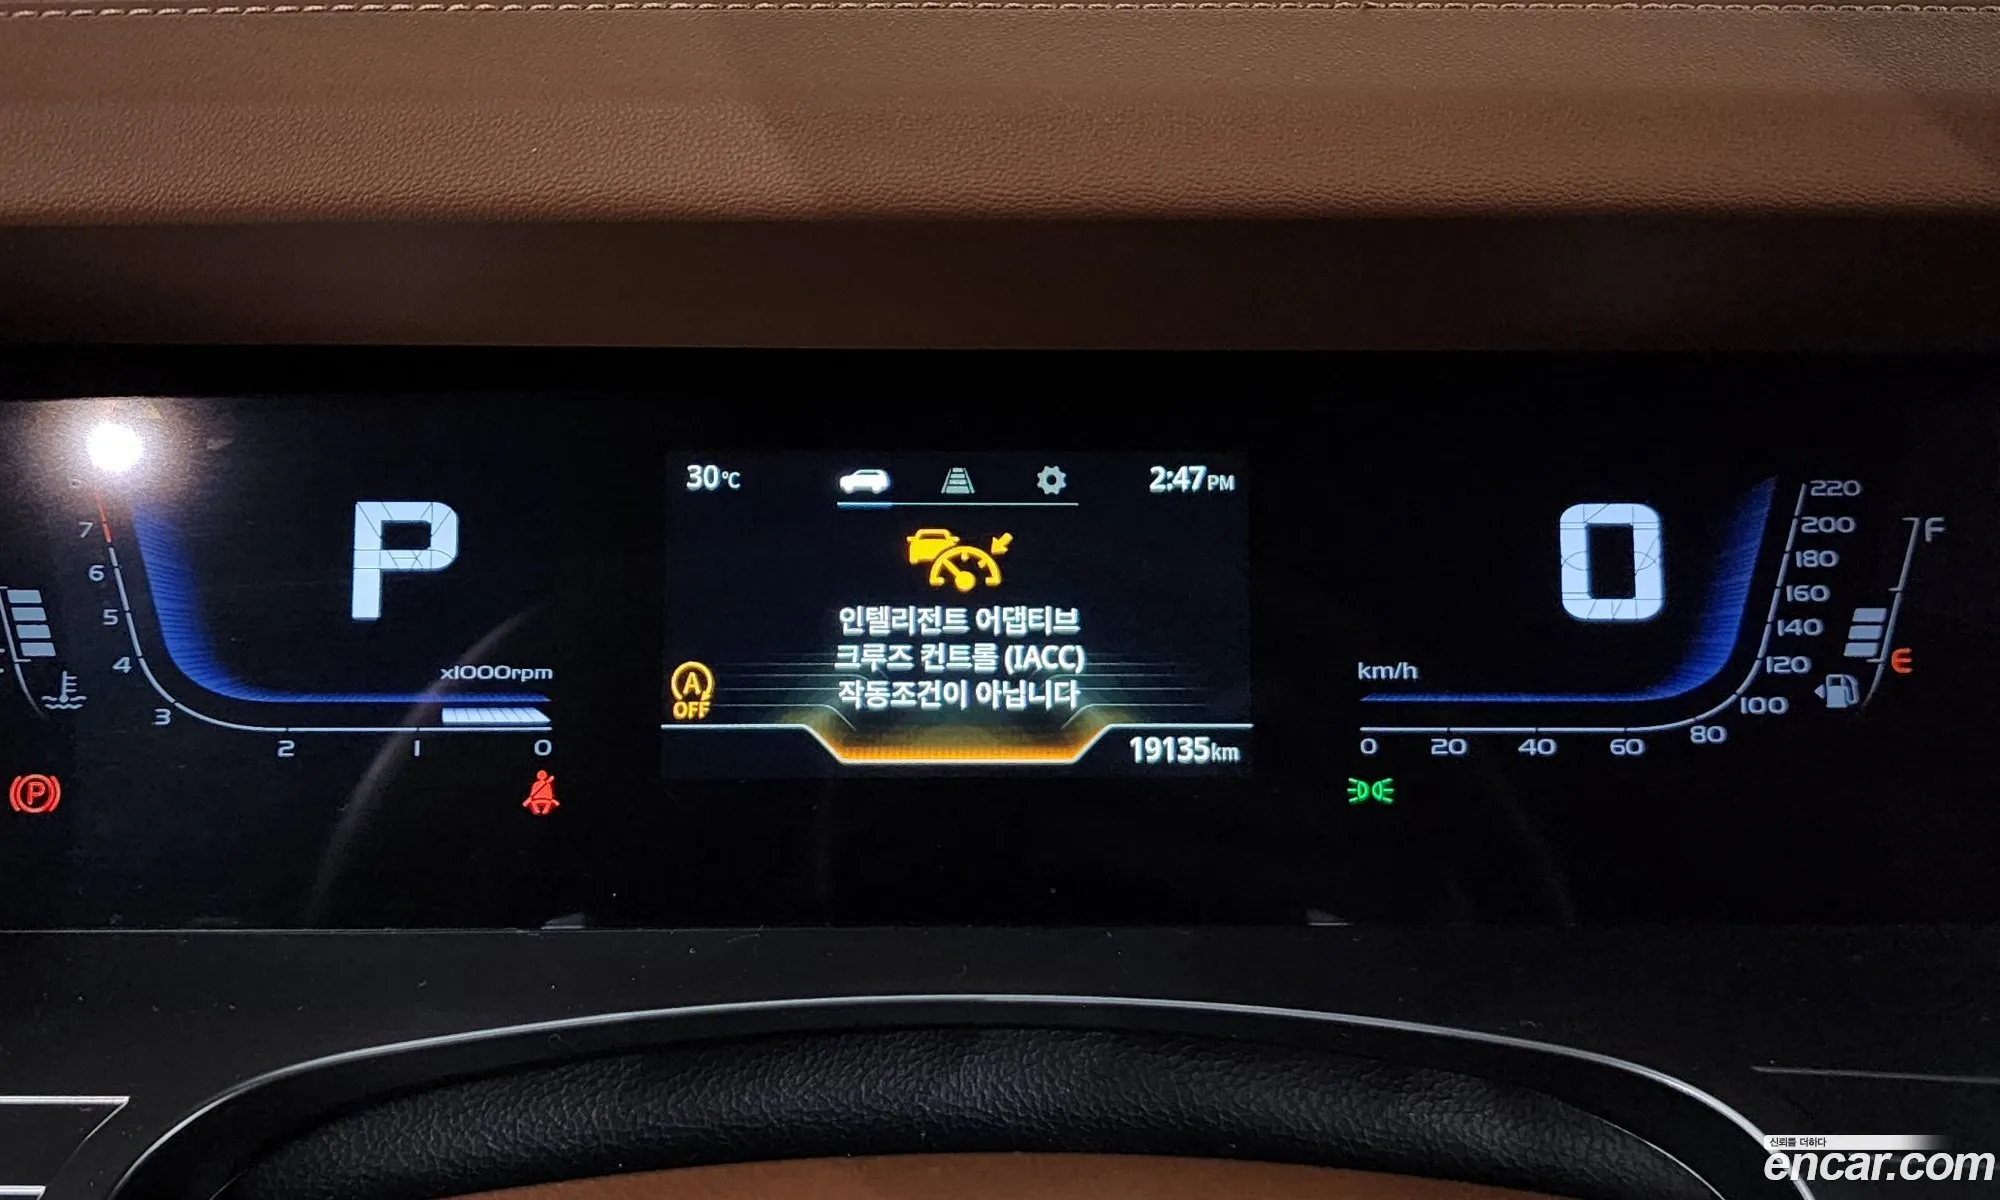 30℃
2:47PM
P
0
인텔리전트 어댑티브
크루즈 컨트롤 (IACC)
작동조건이 아닙니다
A
OFF
19135km
x1000rpm
7
6
5
4
3
2
1
0
km/h
0
20
40
60
80
100
120
140
160
180
200
220
F
E
P
신뢰를 더하다
encar.com